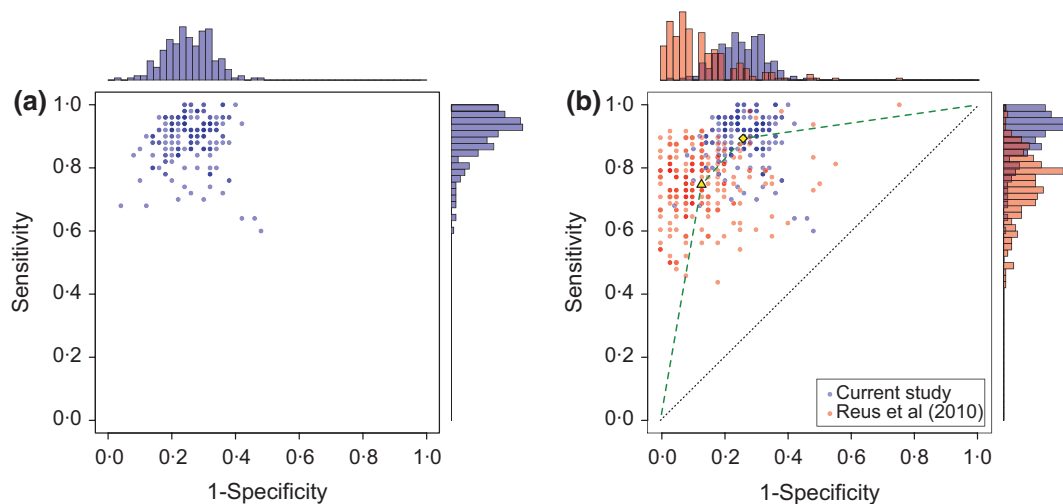 (a)
1·0
0·8
0·6
0·4
0·2
0·0
Sensitivity
0·0 0·2 0·4 0·6 0·8 1·0
1-Specificity
(b)
1·0
0·8
0·6
0·4
0·2
0·0
Sensitivity
Current study
Reus et al (2010)
0·0 0·2 0·4 0·6 0·8 1·0
1-Specificity